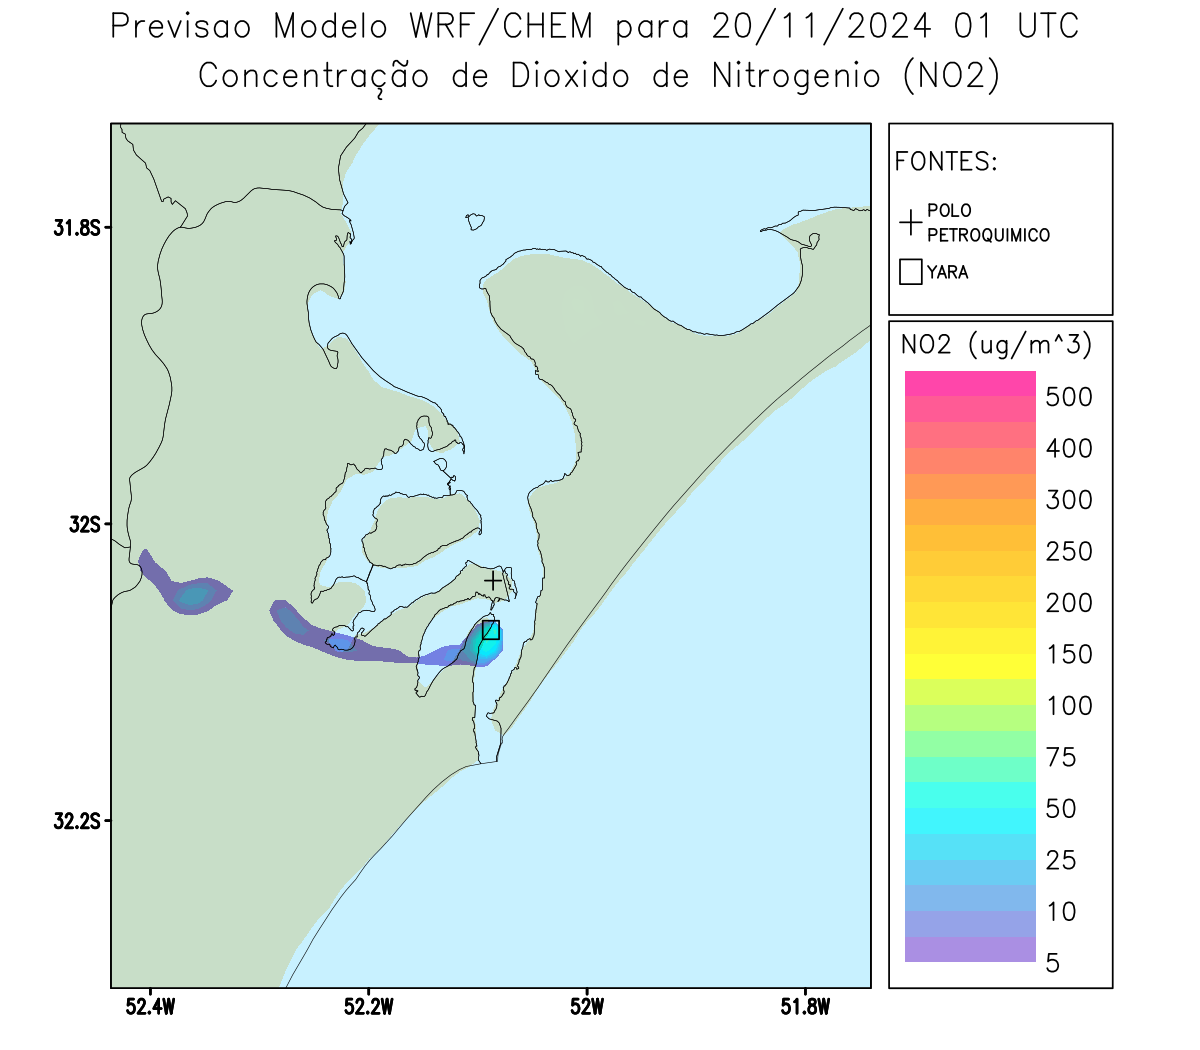 Previsao Modelo WRF/CHEM para 20/11/2024 01 UTC
Concentração de Dioxido de Nitrogenio (NO2)
FONTES:
POLO
PETROQUIMICO
YARA
NO2 (ug/m^3)
500
400
300
250
200
150
100
75
50
25
10
5
31.8S
32S
32.2S
52.4W
52.2W
52W
51.8W